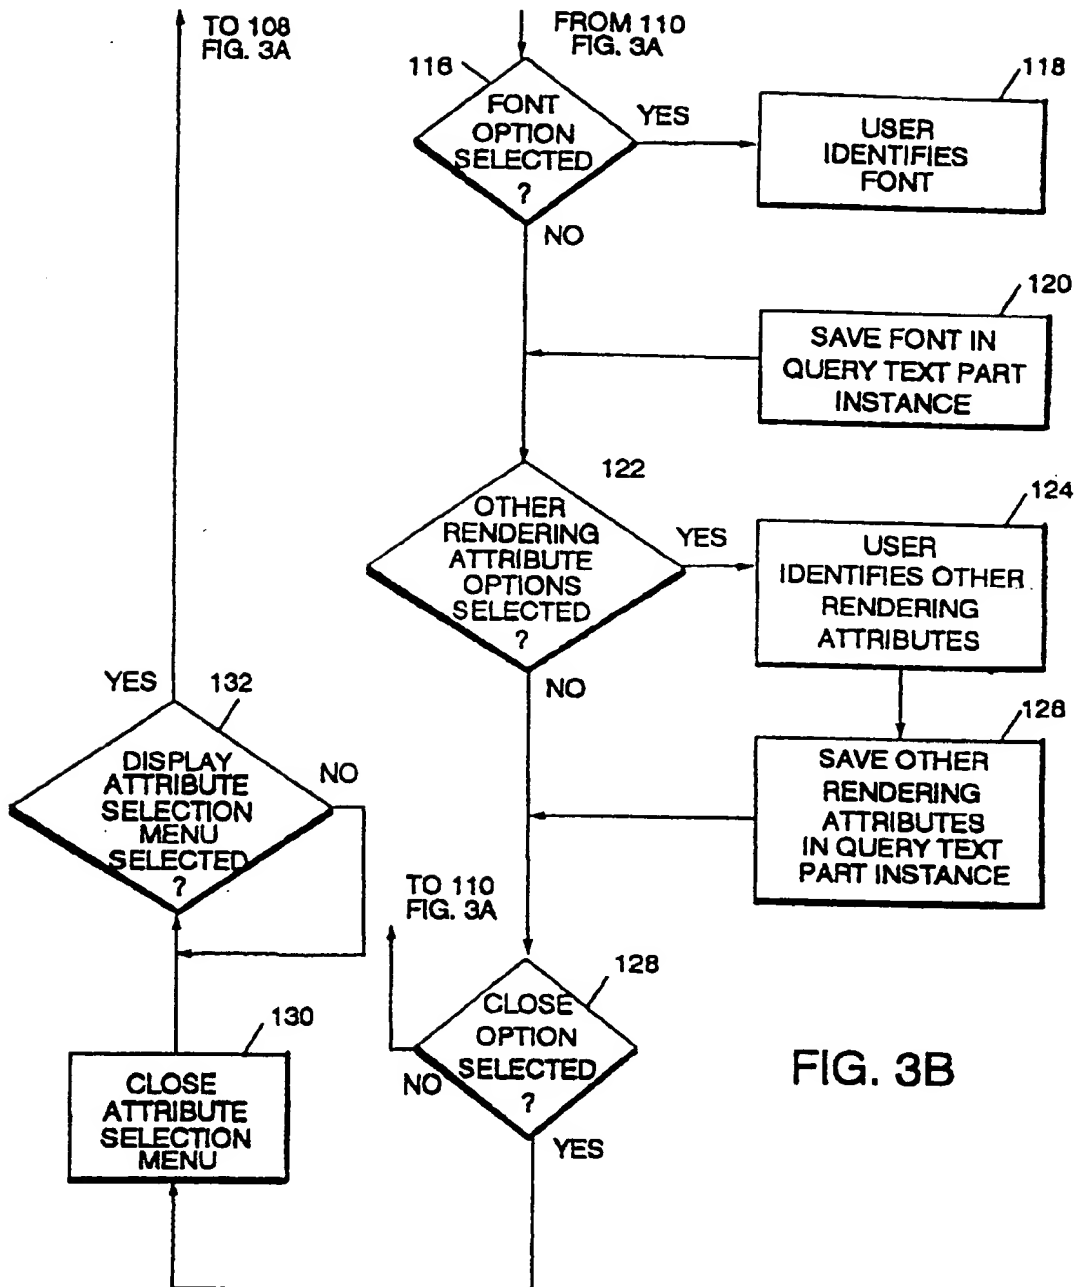 TO 108
FIG. 3A
FROM 110
FIG. 3A
116
FONT
OPTION
SELECTED
?
YES
NO
118
USER
IDENTIFIES
FONT
120
SAVE FONT IN
QUERY TEXT PART
INSTANCE
122
OTHER
RENDERING
ATTRIBUTE
OPTIONS
SELECTED
?
YES
NO
124
USER
IDENTIFIES OTHER
RENDERING
ATTRIBUTES
126
SAVE OTHER
RENDERING
ATTRIBUTES
IN QUERY TEXT
PART INSTANCE
YES
132
DISPLAY
ATTRIBUTE
SELECTION
MENU
SELECTED
?
NO
TO 110
FIG. 3A
128
CLOSE
OPTION
SELECTED
?
NO
YES
130
CLOSE
ATTRIBUTE
SELECTION
MENU
FIG. 3B